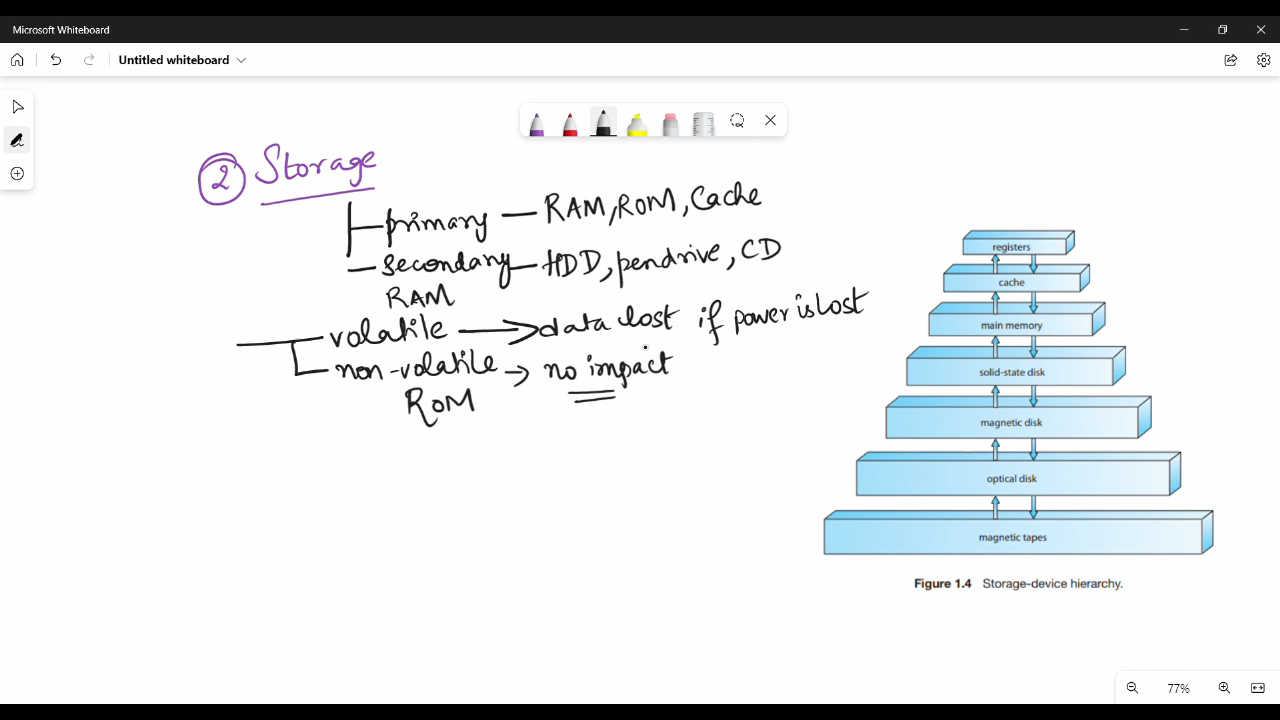 Microsoft Whiteboard
Untitled whiteboard
② Storage
primary — RAM, ROM, Cache
secondary — HDD, pendrive, CD
RAM
volatile → data lost if power is lost
non-volatile → no impact
ROM
registers
cache
main memory
solid-state disk
magnetic disk
optical disk
magnetic tapes
Figure 1.4 Storage-device hierarchy.
77%